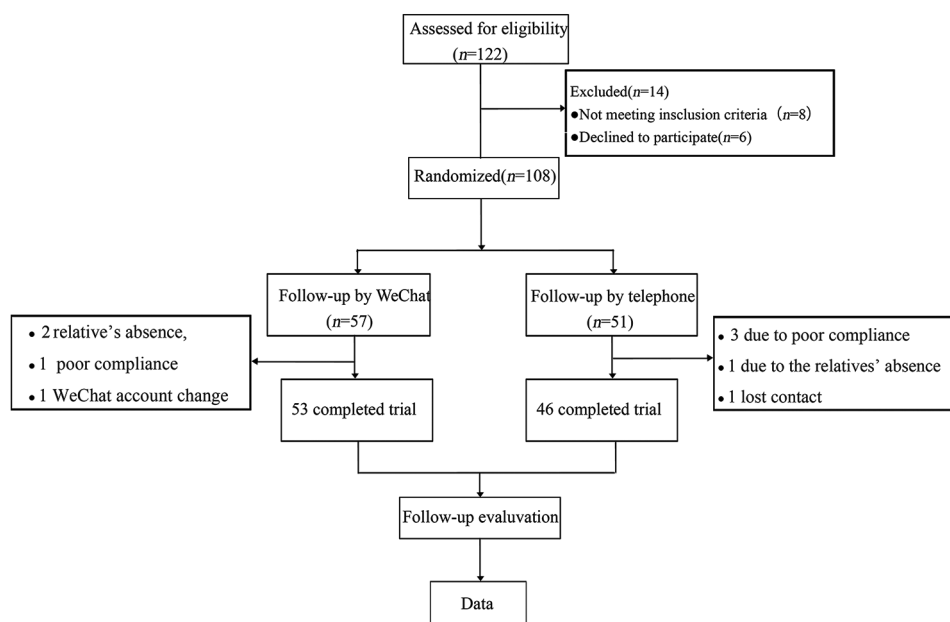 Assessed for eligibility
(n=122)
Excluded(n=14)
●Not meeting insclusion criteria（n=8）
●Declined to participate(n=6)
Randomized(n=108)
Follow-up by WeChat
(n=57)
Follow-up by telephone
(n=51)
• 2 relative's absence,
• 1 poor compliance
• 1 WeChat account change
• 3 due to poor compliance
• 1 due to the relatives' absence
• 1 lost contact
53 completed trial
46 completed trial
Follow-up evaluvation
Data